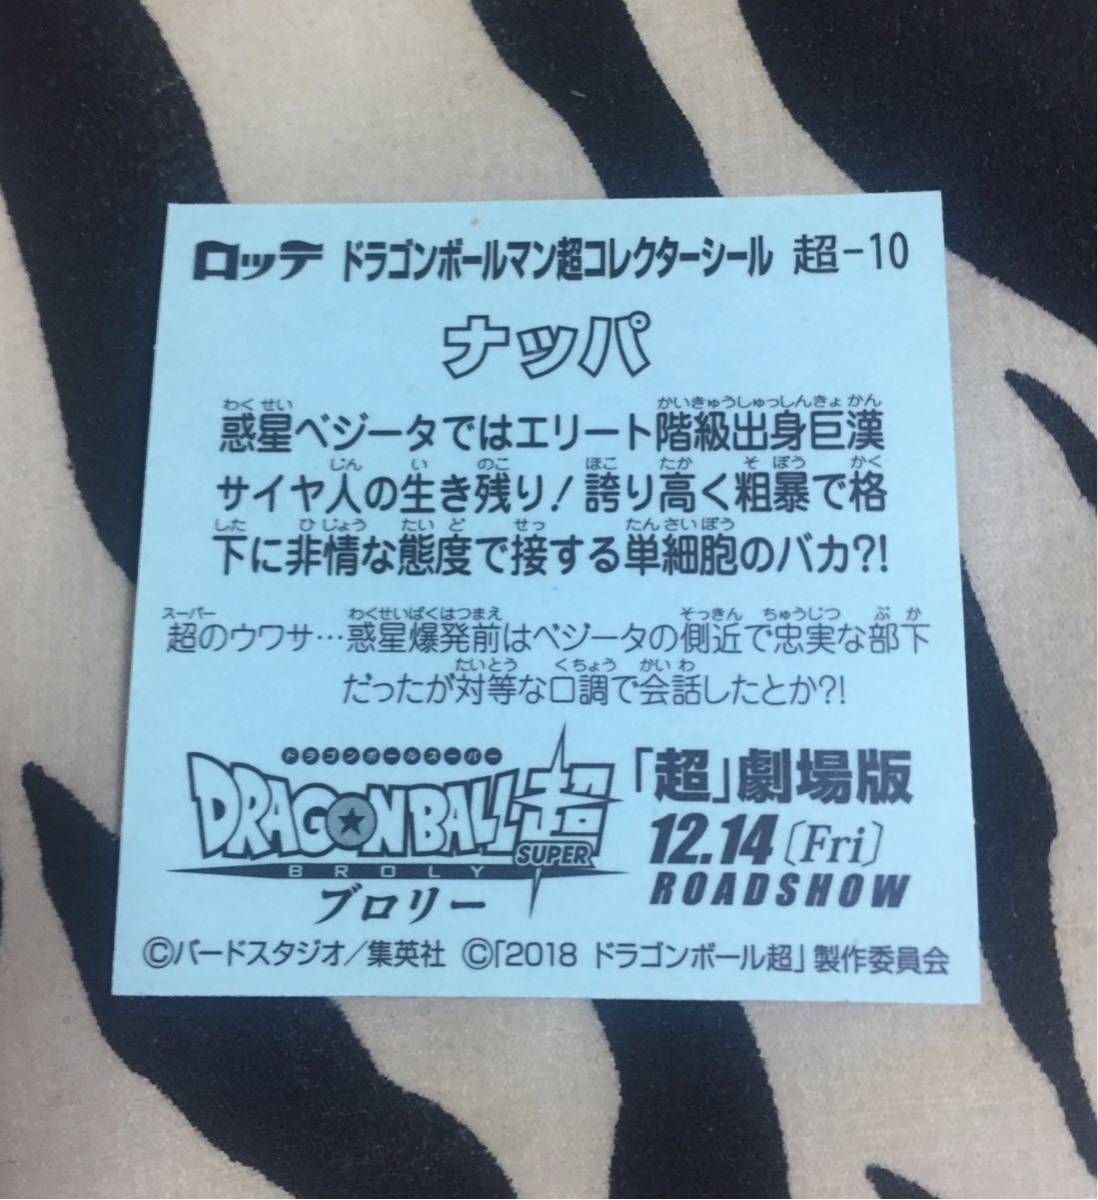 ロッテ ドラゴンボールマン超コレクターシール 超-10
ナッパ
わくせい かいきゅうしゅっしんきょかん
惑星ベジータではエリート階級出身巨漢
じん い のこ ほこ たか そぼう かく
サイヤ人の生き残り!誇り高く粗暴で格
した ひじょう たいど せっ たんさいぼう
下に非情な態度で接する単細胞のバカ?!
スーパー わくせいばくはつまえ そっきん ちゅうじつ ぶか
超のウワサ…惑星爆発前はベジータの側近で忠実な部下
たいとう くちょう かいわ
だったが対等な口調で会話したとか?!
ドラゴンボールスーパー
DRAGON BALL超
SUPER
BROLY
ブロリー
「超」劇場版
12.14〔Fri〕
ROADSHOW
©バードスタジオ/集英社 ©「2018 ドラゴンボール超」製作委員会